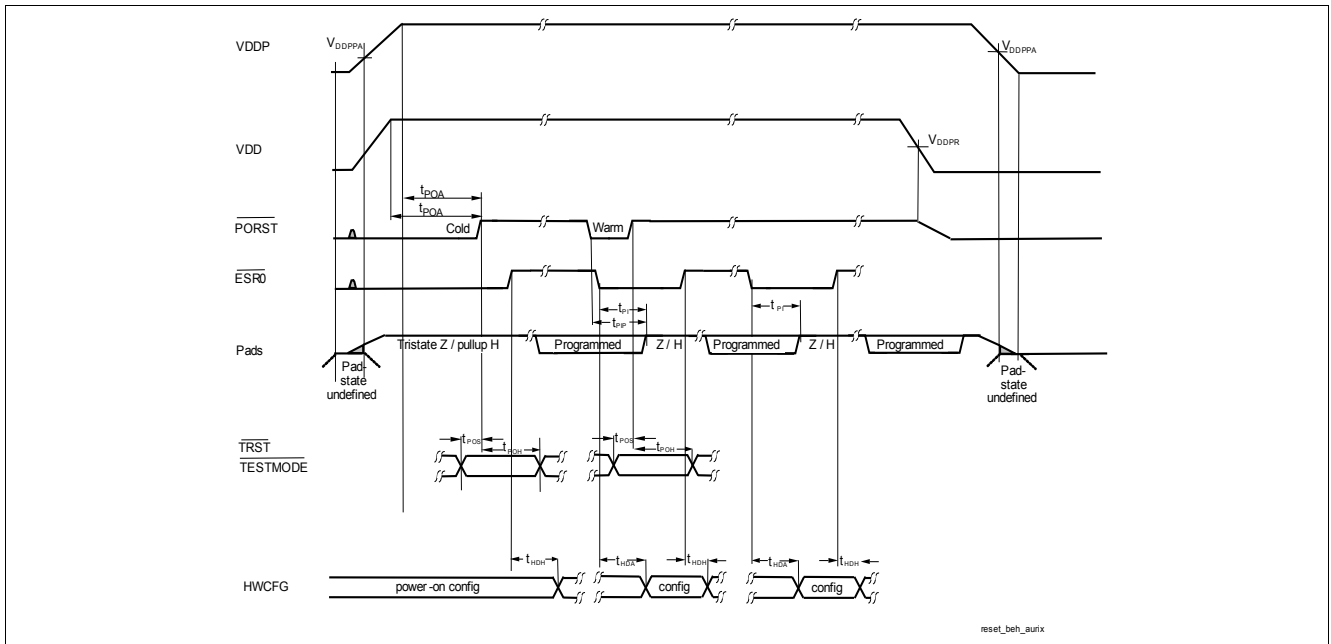 VDDP
VDDPPA
VDDPPA
VDD
VDDPR
tPOA
tPOA
PORST
Cold
Warm
ESR0
tPI
tPI
tPIP
Pads
Tristate Z / pullup H
Programmed
Z / H
Programmed
Z / H
Programmed
Pad-
state
undefined
Pad-
state
undefined
TRST
TESTMODE
tPOS
tPOH
tPOS
tPOH
tHDH
tHDA
tHDH
tHDA
tHDH
HWCFG
power -on config
config
config
reset_beh_aurix